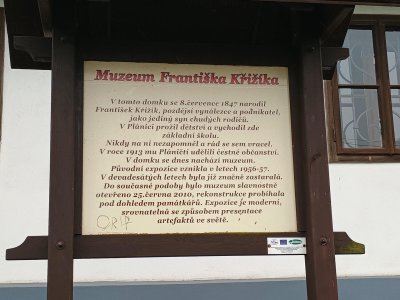 Muzeum Františka Křižíka
V tomto domku se 8.července 1847 narodil
František Křižík, pozdější vynálezce a podnikatel,
jako jediný syn chudých rodičů.
V Plánici prožil dětství a vychodil zde
základní školu.
Nikdy na ni nezapomněl a rád se sem vracel.
V roce 1913 mu Pláničtí udělili čestné občanství.
V domku se dnes nachází muzeum.
Původní expozice vznikla v letech 1956-57.
V devadesátých letech byla již značně zastaralá.
Do současné podoby bylo muzeum slavnostně
otevřeno 25.června 2010, rekonstrukce probíhala
pod dohledem památkářů. Expozice je moderní,
srovnatelná se způsobem presentace
artefaktů ve světě.